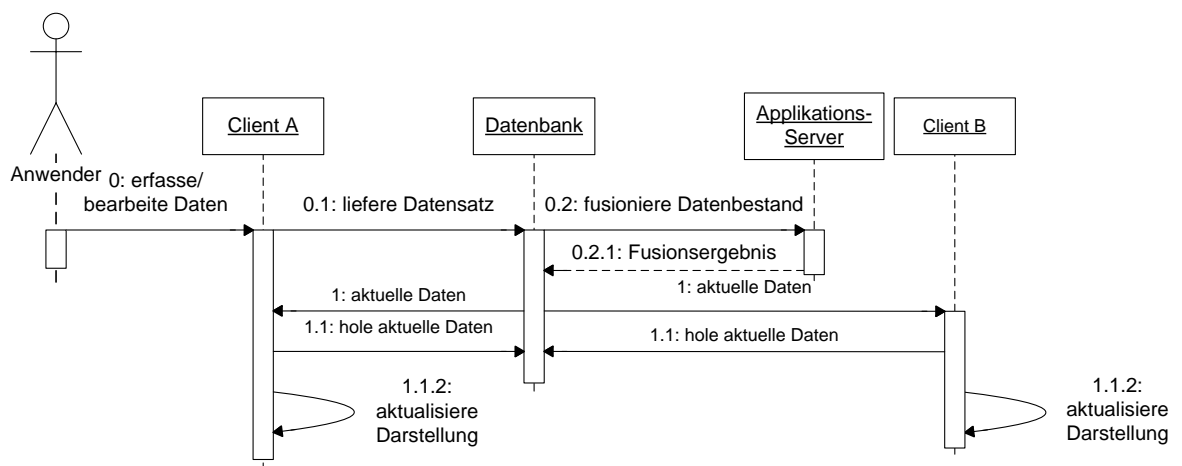 Client A
Datenbank
Applikations-
Server
Client B
Anwender
0: erfasse/
bearbeite Daten
0.1: liefere Datensatz
0.2: fusioniere Datenbestand
0.2.1: Fusionsergebnis
1: aktuelle Daten
1: aktuelle Daten
1.1: hole aktuelle Daten
1.1: hole aktuelle Daten
1.1.2:
aktualisiere
Darstellung
1.1.2:
aktualisiere
Darstellung